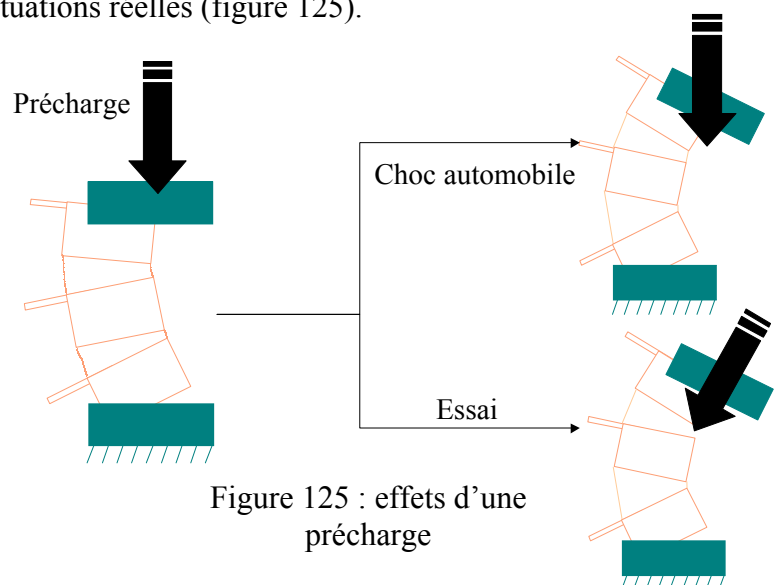 tuations réelles (figure 125).
Précharge
Choc automobile
Essai
Figure 125 : effets d’une
précharge